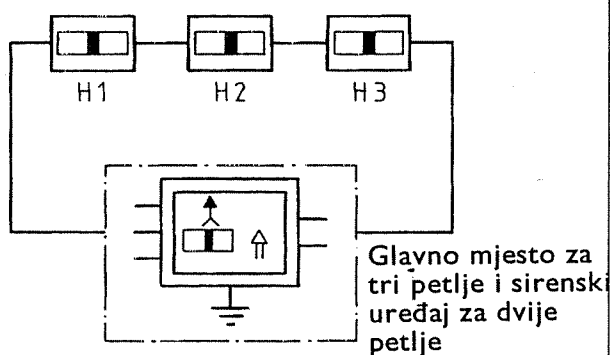 H1 H2 H3
Glavno mjesto za
tri petlje i sirenski
uređaj za dvije
petlje